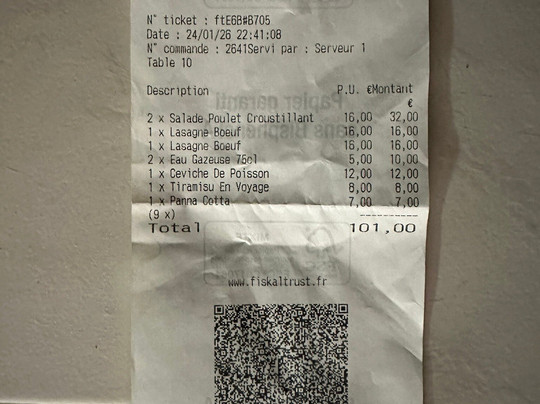 N° ticket : ftE6B#B705
Date : 24/01/26 22:41:08
N° commande : 2641Servi par : Serveur 1
Table 10
Description P.U. €Montant
€
2 x Salade Poulet Croustillant 16,00 32,00
1 x Lasagne Boeuf 16,00 16,00
1 x Lasagne Boeuf 16,00 16,00
2 x Eau Gazeuse 75cl 5,00 10,00
1 x Ceviche De Poisson 12,00 12,00
1 x Tiramisu En Voyage 8,00 8,00
1 x Panna Cotta 7,00 7,00
(9 x) ----------
Total 101,00
www.fiskaltrust.fr
Papier garanti
sans Bisphénol